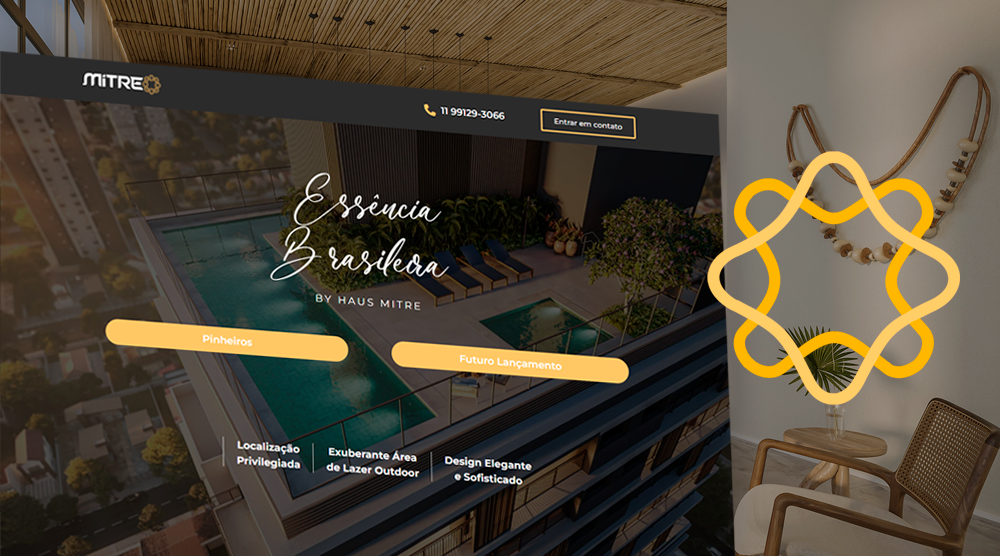 MiTRE
11 99129-3066
Entrar em contato
Essência
Brasileira
BY HAUS MITRE
Pinheiros
Futuro Lançamento
Localização
Privilegiada
Exuberante Área
de Lazer Outdoor
Design Elegante
e Sofisticado